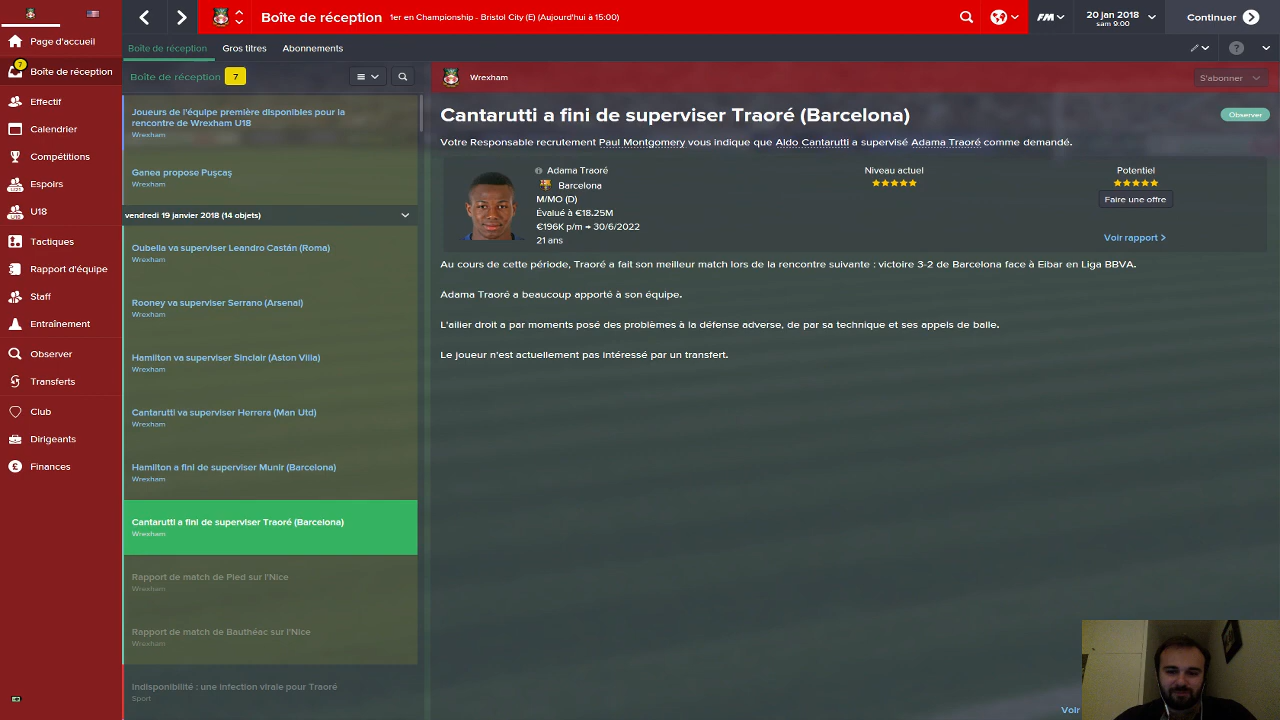 Boîte de réception
1er en Championship - Bristol City (E) (Aujourd'hui à 15:00)
FM
20 jan 2018
sam 9:00
Continuer
Page d'accueil
7
Boîte de réception
Effectif
Calendrier
Compétitions
Espoirs
U18
Tactiques
Rapport d'équipe
Staff
Entraînement
Observer
Transferts
Club
Dirigeants
Finances
Boîte de réception
Gros titres
Abonnements
Boîte de réception
7
Joueurs de l'équipe première disponibles pour la
rencontre de Wrexham U18
Wrexham
Ganea propose Pușcaș
Wrexham
vendredi 19 janvier 2018 (14 objets)
Oubella va superviser Leandro Castán (Roma)
Wrexham
Rooney va superviser Serrano (Arsenal)
Wrexham
Hamilton va superviser Sinclair (Aston Villa)
Wrexham
Cantarutti va superviser Herrera (Man Utd)
Wrexham
Hamilton a fini de superviser Munir (Barcelona)
Wrexham
Cantarutti a fini de superviser Traoré (Barcelona)
Wrexham
Rapport de match de Pied sur l'Nice
Wrexham
Rapport de match de Bauthéac sur l'Nice
Wrexham
Indisponibilité : une infection virale pour Traoré
Sport
Wrexham
S'abonner
Cantarutti a fini de superviser Traoré (Barcelona)
Observer
Votre Responsable recrutement Paul Montgomery vous indique que Aldo Cantarutti a supervisé Adama Traoré comme demandé.
Adama Traoré
Barcelona
M/MO (D)
Évalué à €18.25M
€196K p/m → 30/6/2022
21 ans
Niveau actuel
Potentiel
Faire une offre
Voir rapport >
Au cours de cette période, Traoré a fait son meilleur match lors de la rencontre suivante : victoire 3-2 de Barcelona face à Eibar en Liga BBVA.
Adama Traoré a beaucoup apporté à son équipe.
L'ailier droit a par moments posé des problèmes à la défense adverse, de par sa technique et ses appels de balle.
Le joueur n'est actuellement pas intéressé par un transfert.
Voir